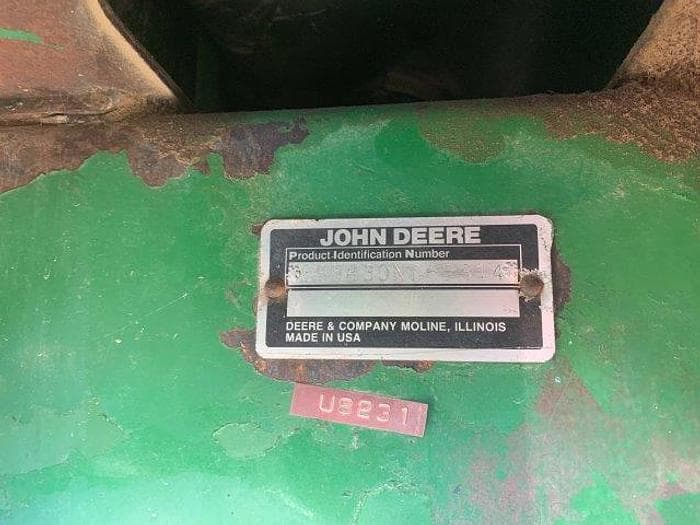 JOHN DEERE
Product Identification Number
DEERE & COMPANY MOLINE, ILLINOIS
MADE IN USA
U8231